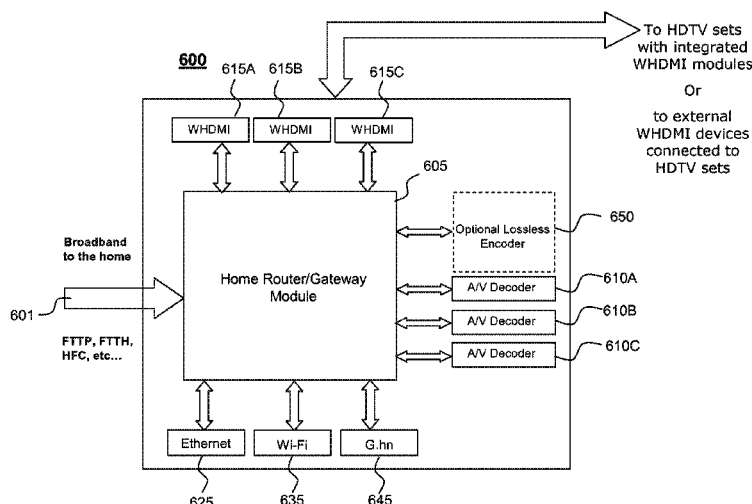 600
615A
615B
615C
To HDTV sets
with integrated
WHDMI modules
Or
to external
WHDMI devices
connected to
HDTV sets
WHDMI
WHDMI
WHDMI
605
Broadband
to the home
601
FTTP, FTTH,
HFC, etc...
Home Router/Gateway
Module
Optional Lossless
Encoder
650
A/V Decoder
610A
A/V Decoder
610B
A/V Decoder
610C
Ethernet
Wi-Fi
G.hn
625
635
645